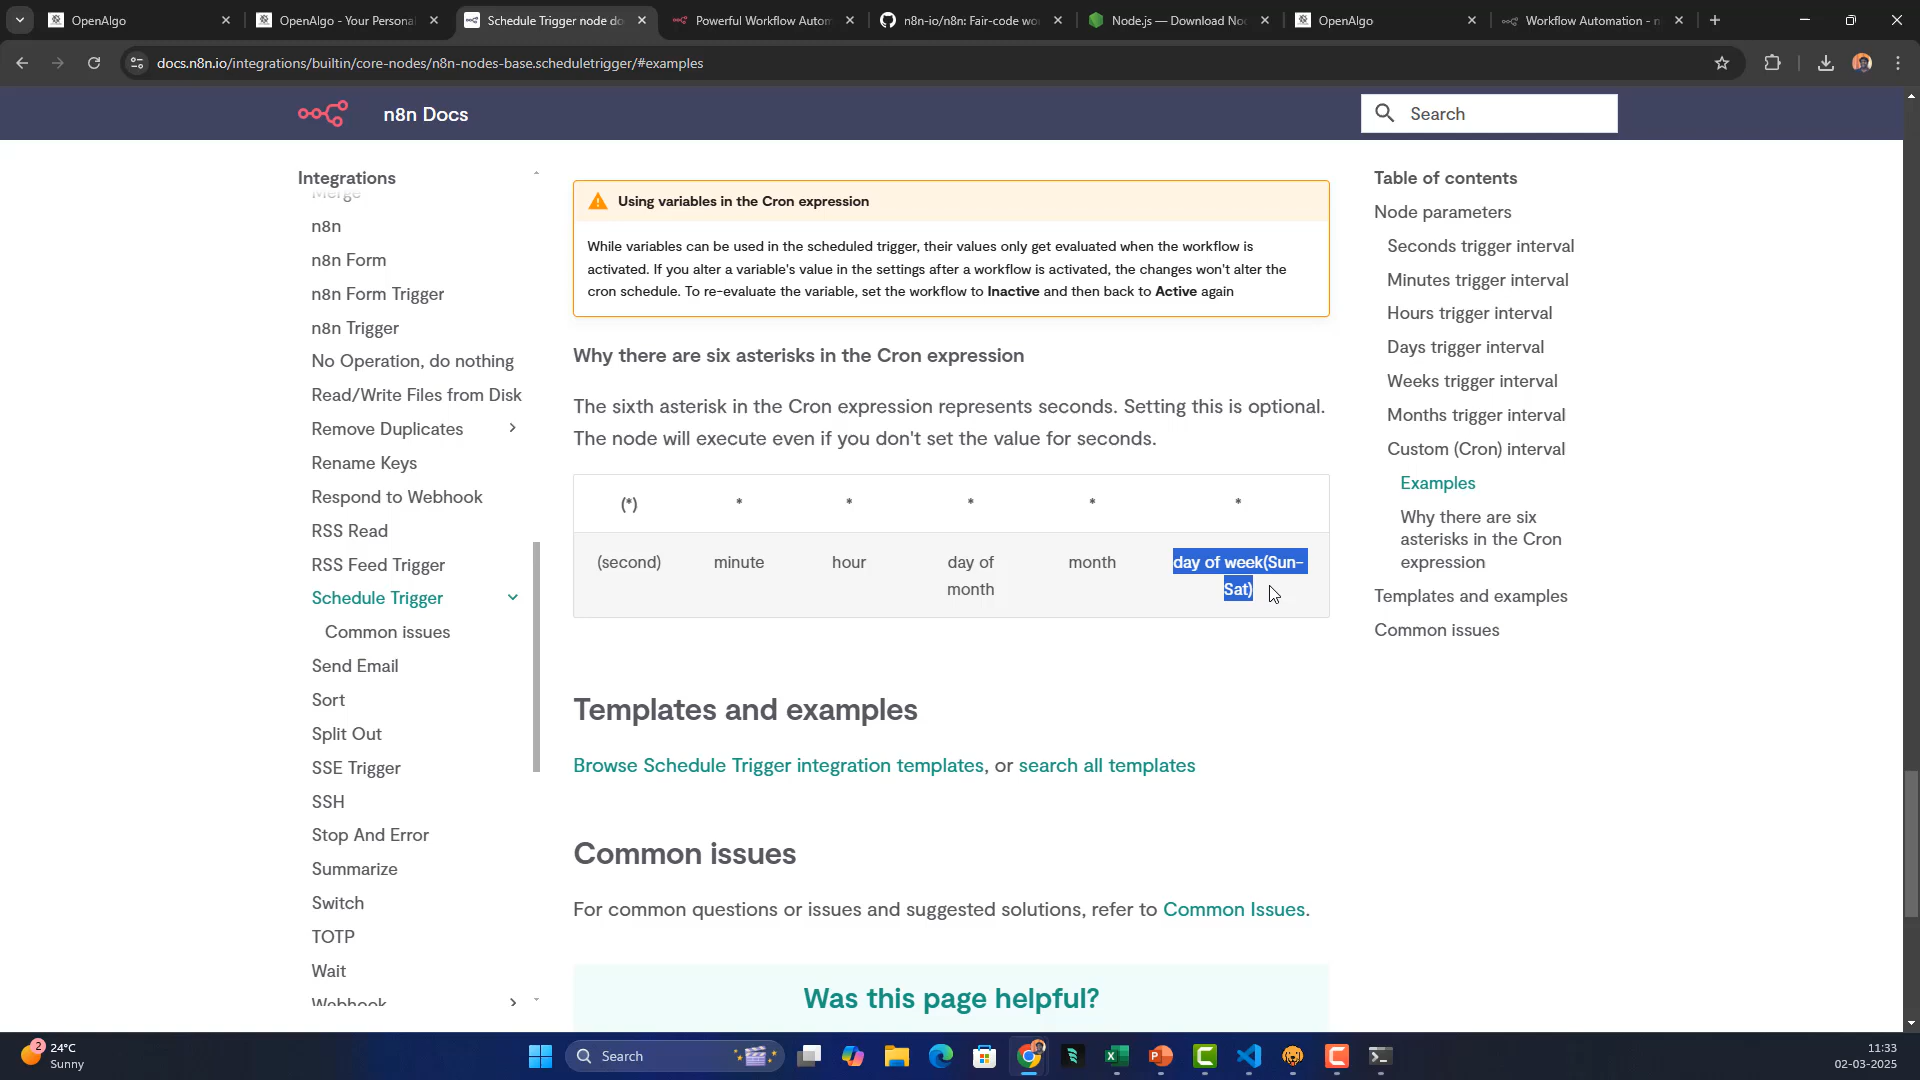 OpenAlgo
OpenAlgo - Your Personal
Schedule Trigger node do
Powerful Workflow Autom
n8n-io/n8n: Fair-code wo
Node.js — Download No
OpenAlgo
Workflow Automation - n
docs.n8n.io/integrations/builtin/core-nodes/n8n-nodes-base.scheduletrigger/#examples
n8n Docs
Search
Integrations
Merge
n8n
n8n Form
n8n Form Trigger
n8n Trigger
No Operation, do nothing
Read/Write Files from Disk
Remove Duplicates
Rename Keys
Respond to Webhook
RSS Read
RSS Feed Trigger
Schedule Trigger
Common issues
Send Email
Sort
Split Out
SSE Trigger
SSH
Stop And Error
Summarize
Switch
TOTP
Wait
Webhook
Using variables in the Cron expression
While variables can be used in the scheduled trigger, their values only get evaluated when the workflow is
activated. If you alter a variable's value in the settings after a workflow is activated, the changes won't alter the
cron schedule. To re-evaluate the variable, set the workflow to Inactive and then back to Active again
Why there are six asterisks in the Cron expression
The sixth asterisk in the Cron expression represents seconds. Setting this is optional.
The node will execute even if you don't set the value for seconds.
(*) * * * * *
(second) minute hour day of month month day of week(Sun-Sat)
Templates and examples
Browse Schedule Trigger integration templates, or search all templates
Common issues
For common questions or issues and suggested solutions, refer to Common Issues.
Was this page helpful?
Table of contents
Node parameters
Seconds trigger interval
Minutes trigger interval
Hours trigger interval
Days trigger interval
Weeks trigger interval
Months trigger interval
Custom (Cron) interval
Examples
Why there are six
asterisks in the Cron
expression
Templates and examples
Common issues
2
24°C
Sunny
Search
11:33
02-03-2025